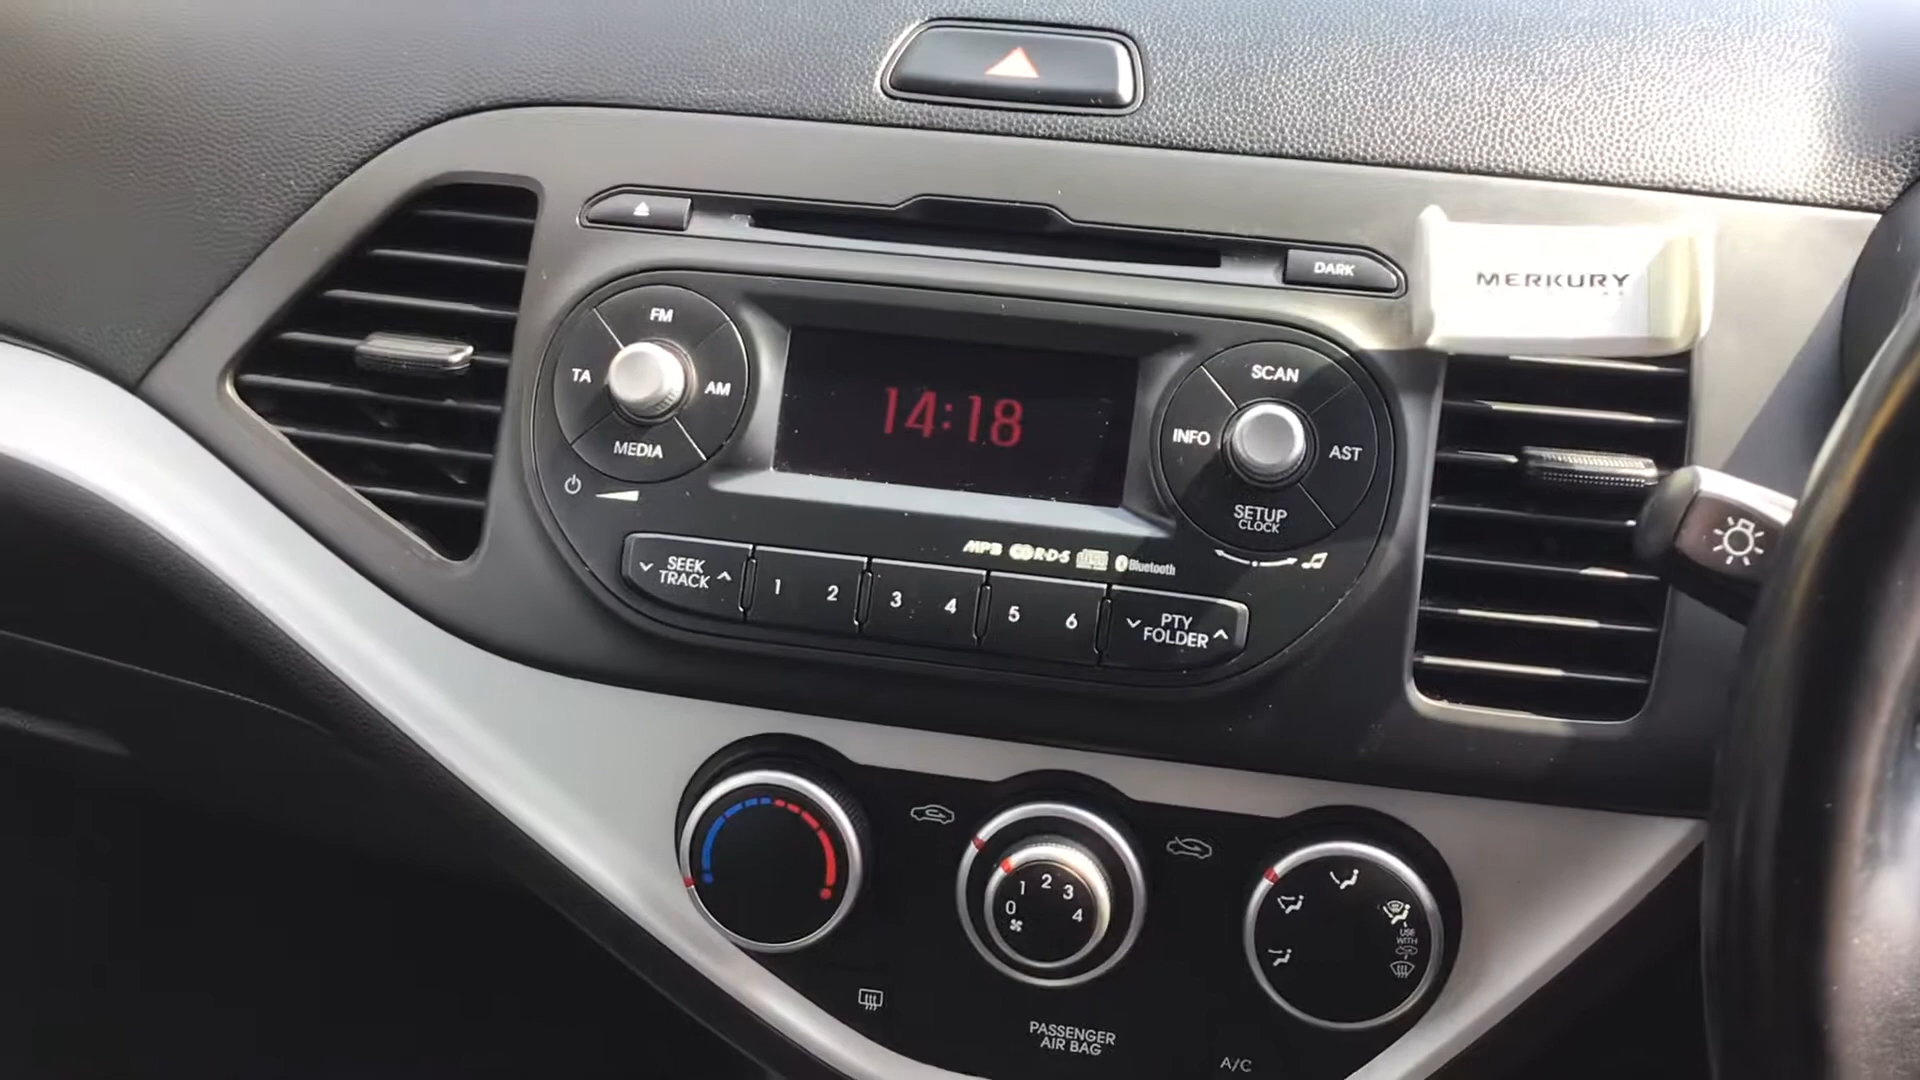 DARK
MERKURY
FM
TA
AM
MEDIA
14:18
SCAN
INFO
AST
SETUP
CLOCK
MP3 R·D·S Bluetooth
SEEK
TRACK
1 2 3 4 5 6
PTY
FOLDER
0 1 2 3 4
USE
WITH
PASSENGER
AIR BAG
A/C